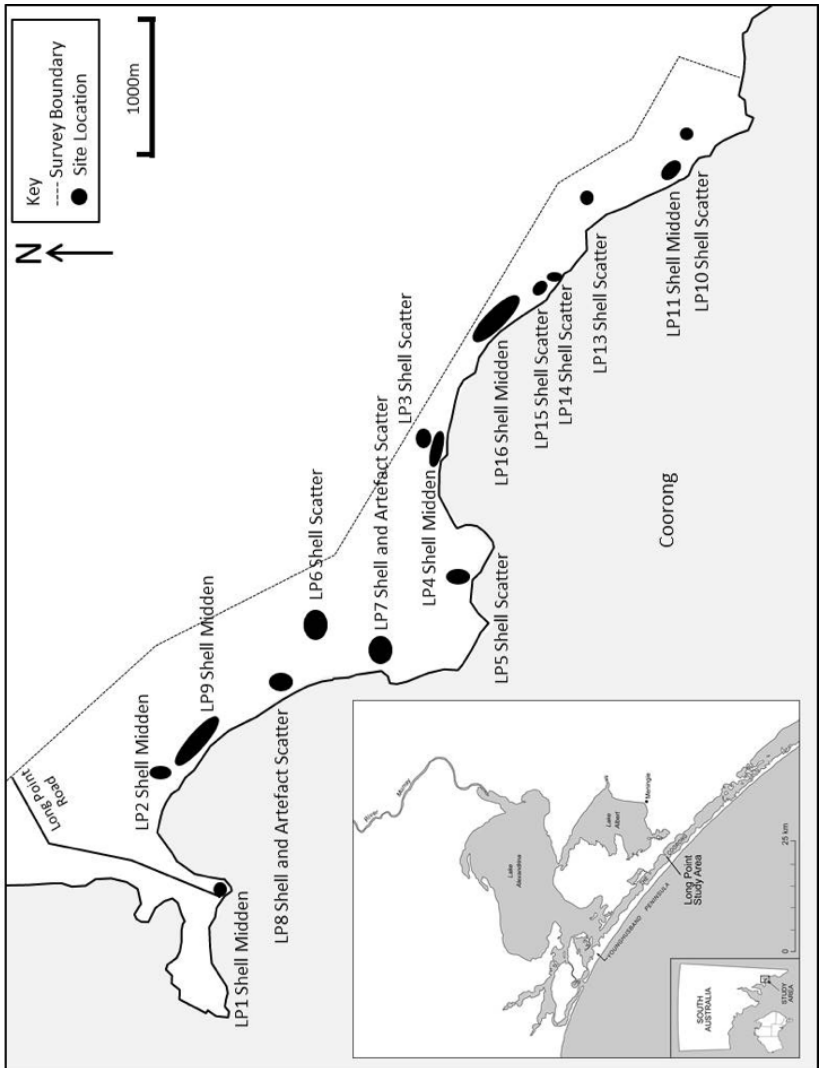 Key
Survey Boundary
Site Location
N
1000m
Long Point
Road
LP2 Shell Midden
LP9 Shell Midden
LP1 Shell Midden
LP8 Shell and Artefact Scatter
LP6 Shell Scatter
LP7 Shell and Artefact Scatter
LP3 Shell Scatter
LP4 Shell Midden
LP5 Shell Scatter
LP16 Shell Midden
LP15 Shell Scatter
LP14 Shell Scatter
LP13 Shell Scatter
LP11 Shell Midden
LP10 Shell Scatter
Coorong
River
Murray
Lake
Alexandrina
Lake
Albert
Meningie
COORONG
THE
YOUNGHUSBAND
PENINSULA
Long Point
Study Area
0
25 km
SOUTH
AUSTRALIA
STUDY
AREA